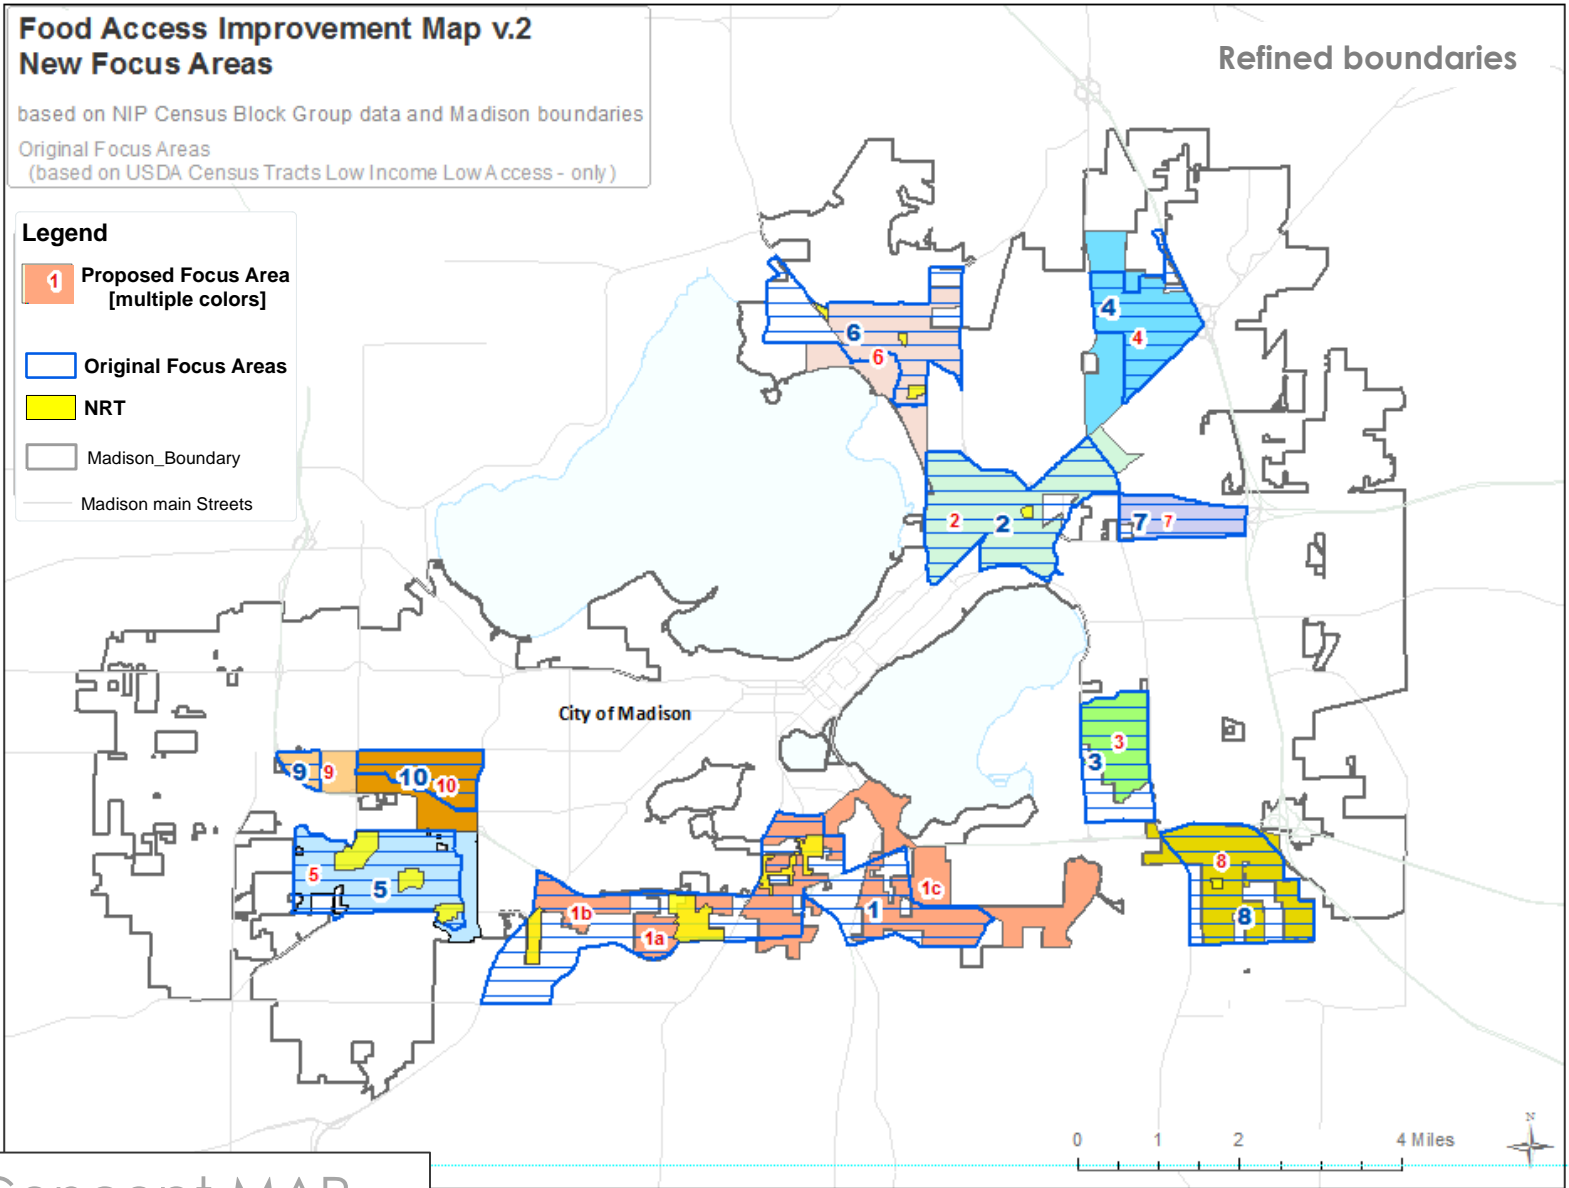 Food Access Improvement Map v.2
New Focus Areas
based on NIP Census Block Group data and Madison boundaries
Original Focus Areas
(based on USDA Census Tracts Low Income Low Access - only)
Refined boundaries
Legend
1 Proposed Focus Area
[multiple colors]
Original Focus Areas
NRT
Madison_Boundary
Madison main Streets
4
4
6
6
2
2
7
7
City of Madison
3
3
9
9
10
10
5
5
8
8
1b
1a
1
1c
N
0 1 2 4 Miles
Concept MAP